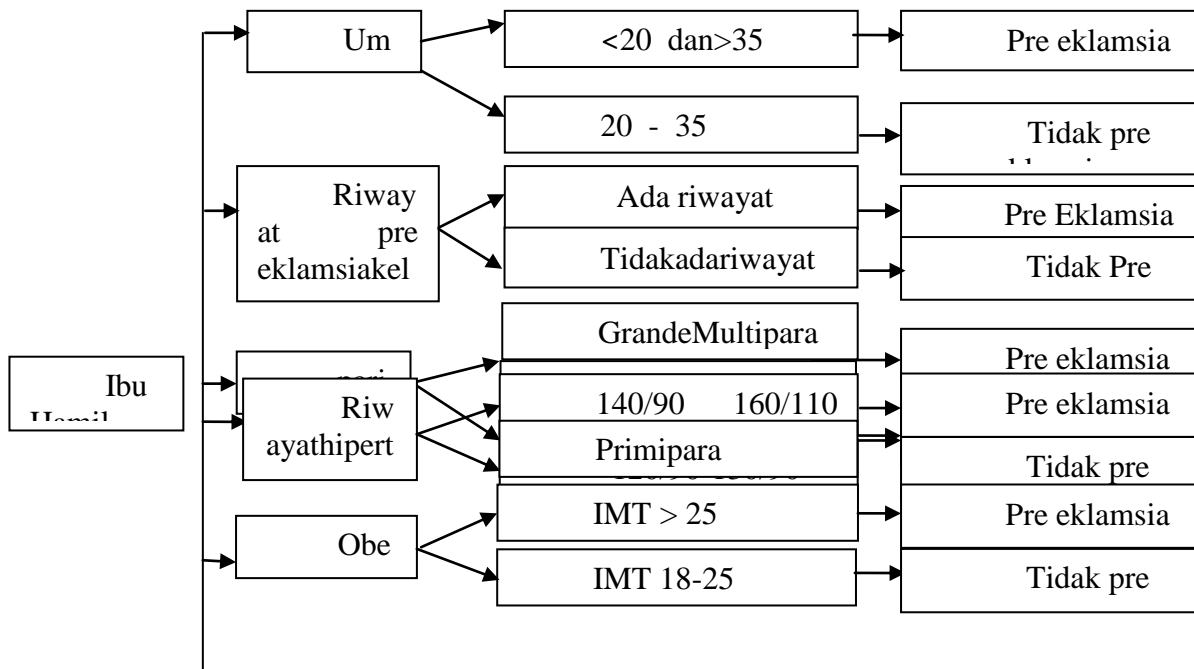 Um
<20 dan>35
Pre eklamsia
20 - 35
Tidak pre
Riway
at pre
eklamsiakel
Ada riwayat
Pre Eklamsia
Tidakadariwayat
Tidak Pre
GrandeMultipara
Pre eklamsia
Ibu
Hamil
Riw
ayathipert
140/90 160/110
Pre eklamsia
Primipara
Tidak pre
Obe
IMT > 25
Pre eklamsia
IMT 18-25
Tidak pre